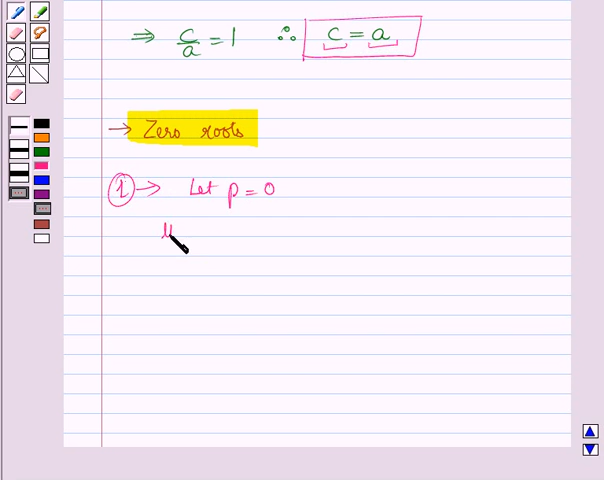 ⇒ c/a = 1 ∴ c = a
→ Zero roots
① → Let p = 0